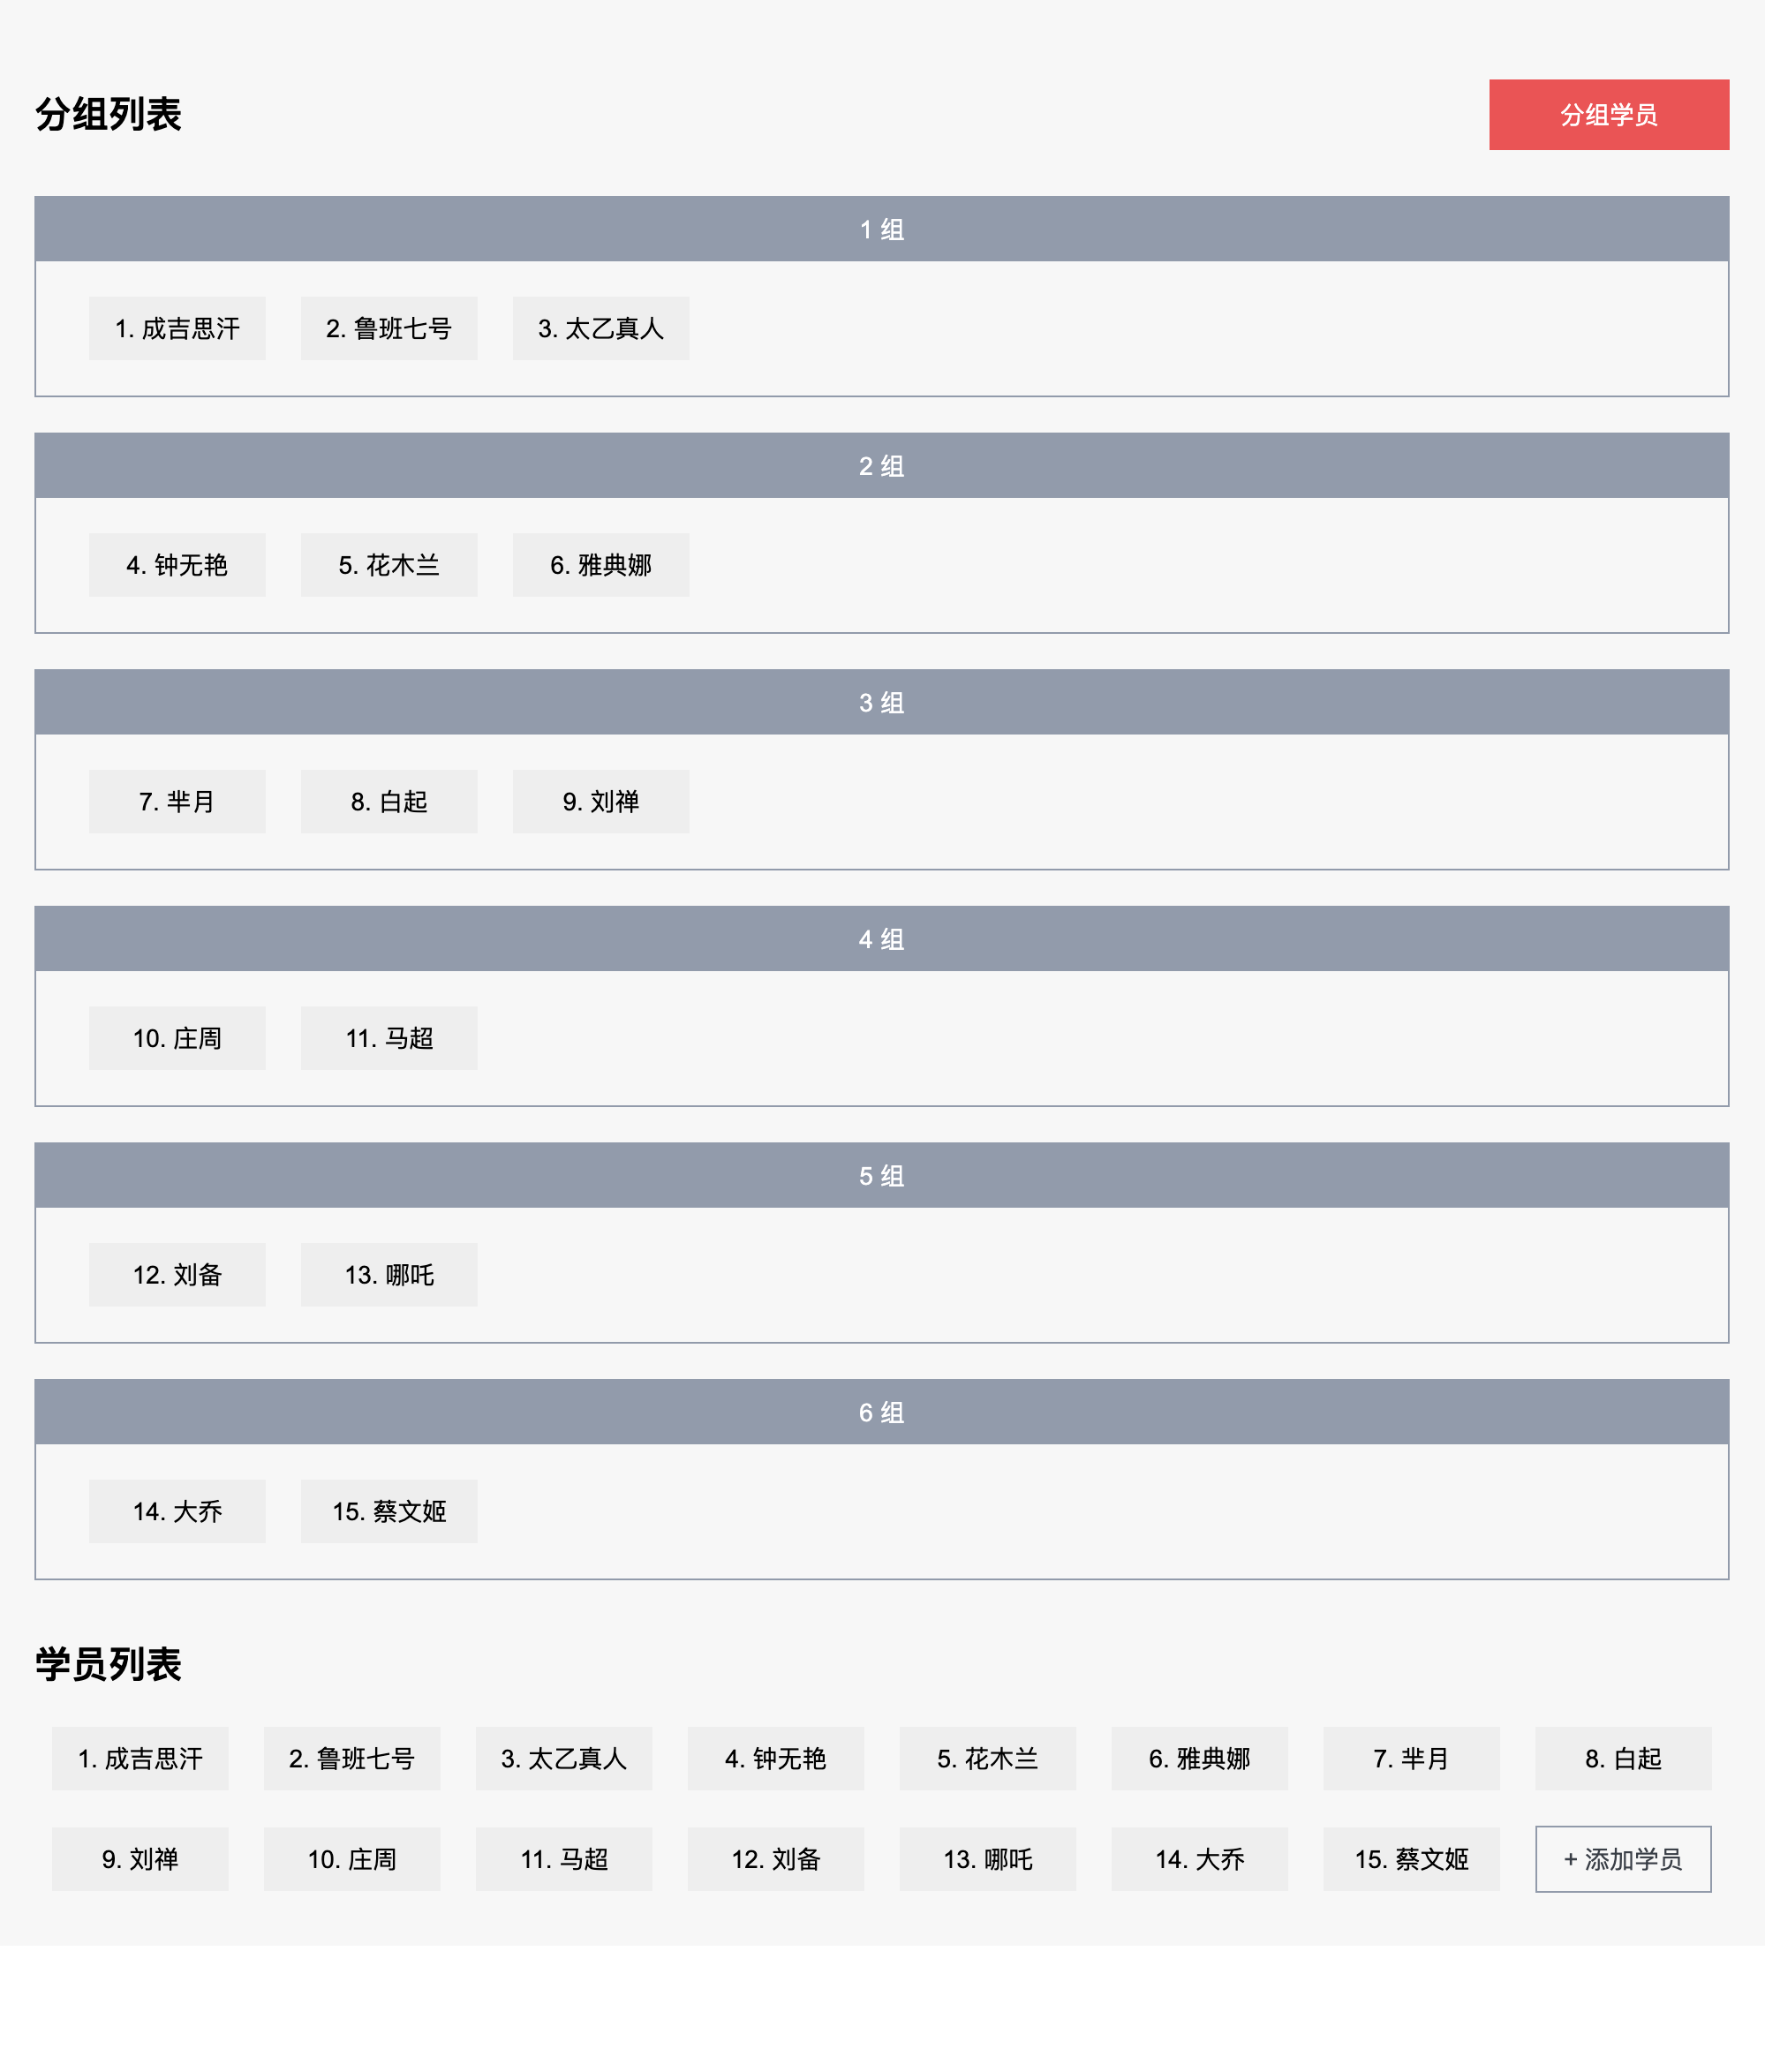 分组列表
分组学员
1 组
1. 成吉思汗 2. 鲁班七号 3. 太乙真人
2 组
4. 钟无艳 5. 花木兰 6. 雅典娜
3 组
7. 芈月 8. 白起 9. 刘禅
4 组
10. 庄周 11. 马超
5 组
12. 刘备 13. 哪吒
6 组
14. 大乔 15. 蔡文姬
学员列表
1. 成吉思汗 2. 鲁班七号 3. 太乙真人 4. 钟无艳 5. 花木兰 6. 雅典娜 7. 芈月 8. 白起
9. 刘禅 10. 庄周 11. 马超 12. 刘备 13. 哪吒 14. 大乔 15. 蔡文姬 + 添加学员